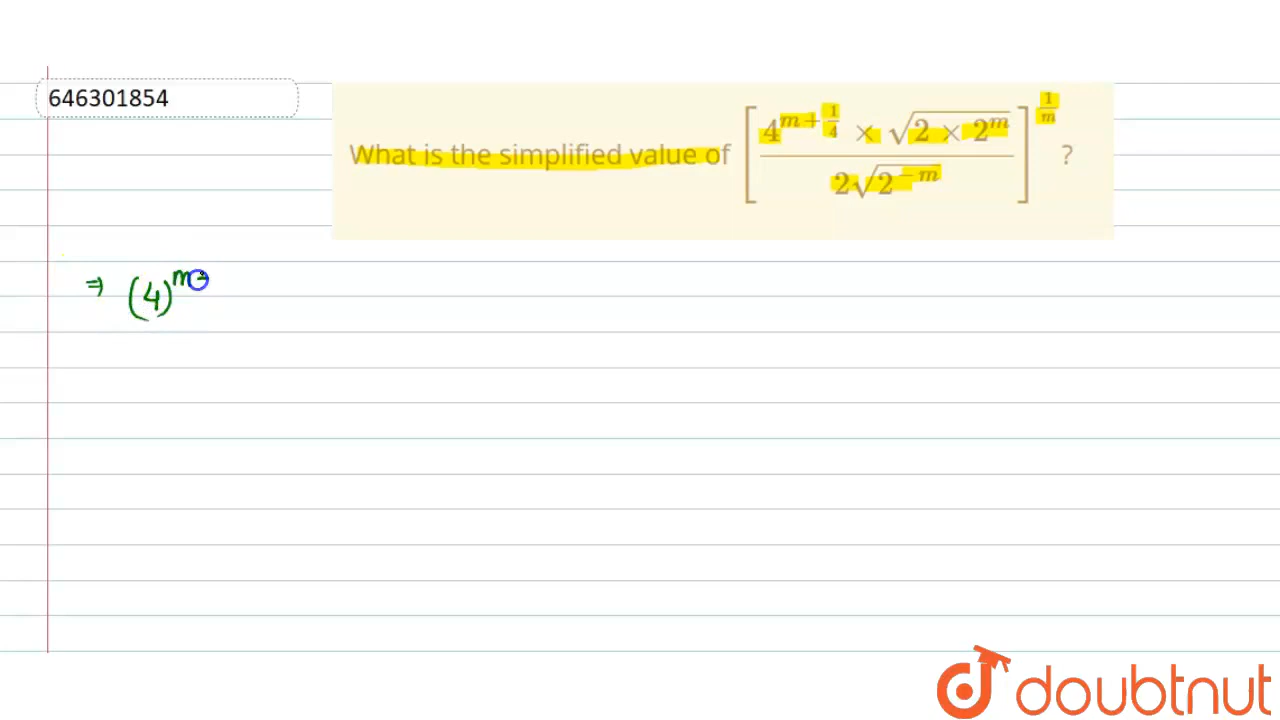 646301854
What is the simplified value of [ (4^{m+1/4} × √(2 × 2^m)) / (2√(2^{-m})) ]^{1/m} ?
⇒ (4)^m
doubtnut